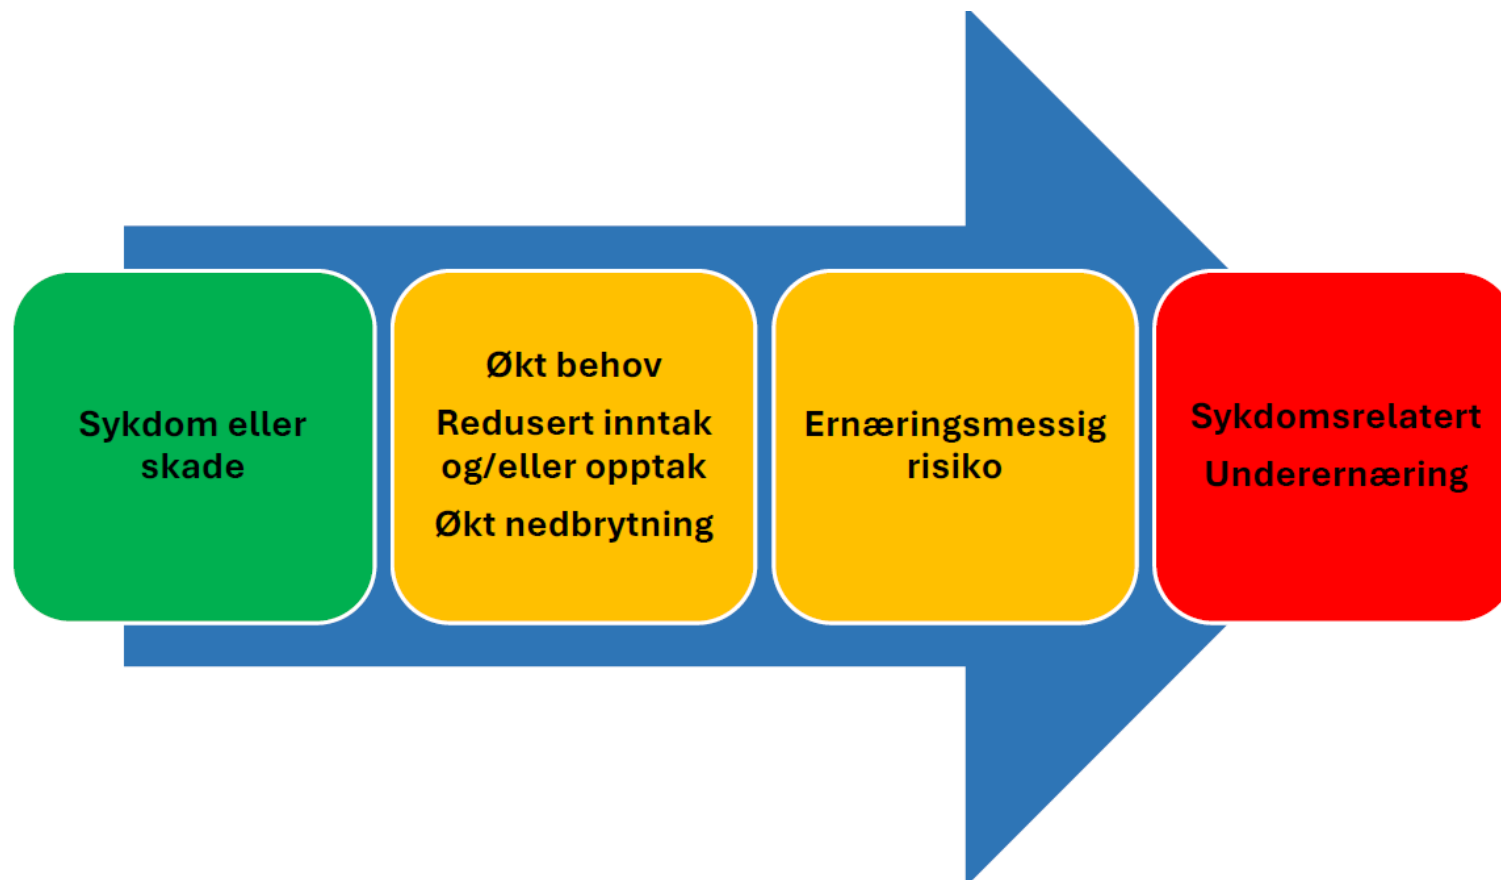 Sykdom eller
skade
Økt behov
Redusert inntak
og/eller opptak
Økt nedbrytning
Ernæringsmessig
risiko
Sykdomsrelatert
Underernæring